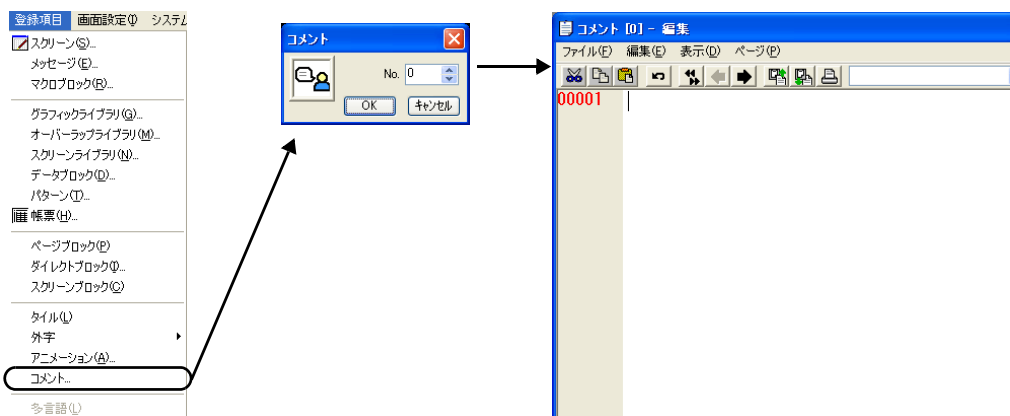 登録項目 画面設定(I) システム
スクリーン(S)...
メッセージ(E)...
マクロブロック(R)...
グラフィックライブラリ(G)...
オーバーラップライブラリ(M)...
スクリーンライブラリ(N)...
データブロック(D)...
パターン(T)...
帳票(H)...
ページブロック(P)
ダイレクトブロック(I)...
スクリーンブロック(C)
タイル(L)
外字
アニメーション(A)...
コメント...
多言語(L)
コメント
No. 0
OK キャンセル
コメント [0] - 編集
ファイル(F) 編集(E) 表示(D) ページ(P)
00001